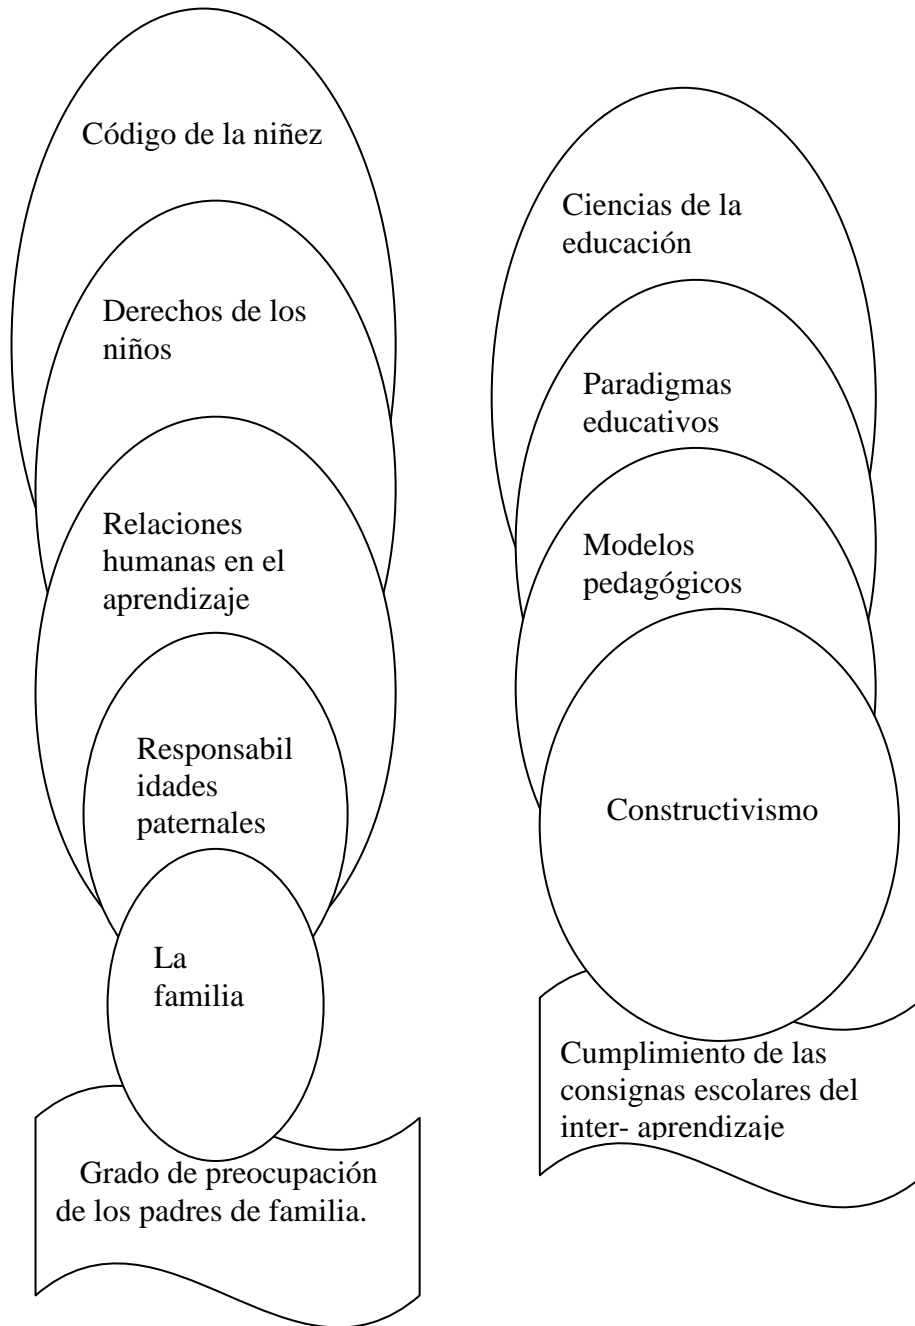 Código de la niñez
Derechos de los
niños
Relaciones
humanas en el
aprendizaje
Responsabil
idades
paternales
La
familia
Grado de preocupación
de los padres de familia.
Ciencias de la
educación
Paradigmas
educativos
Modelos
pedagógicos
Constructivismo
Cumplimiento de las
consignas escolares del
inter- aprendizaje